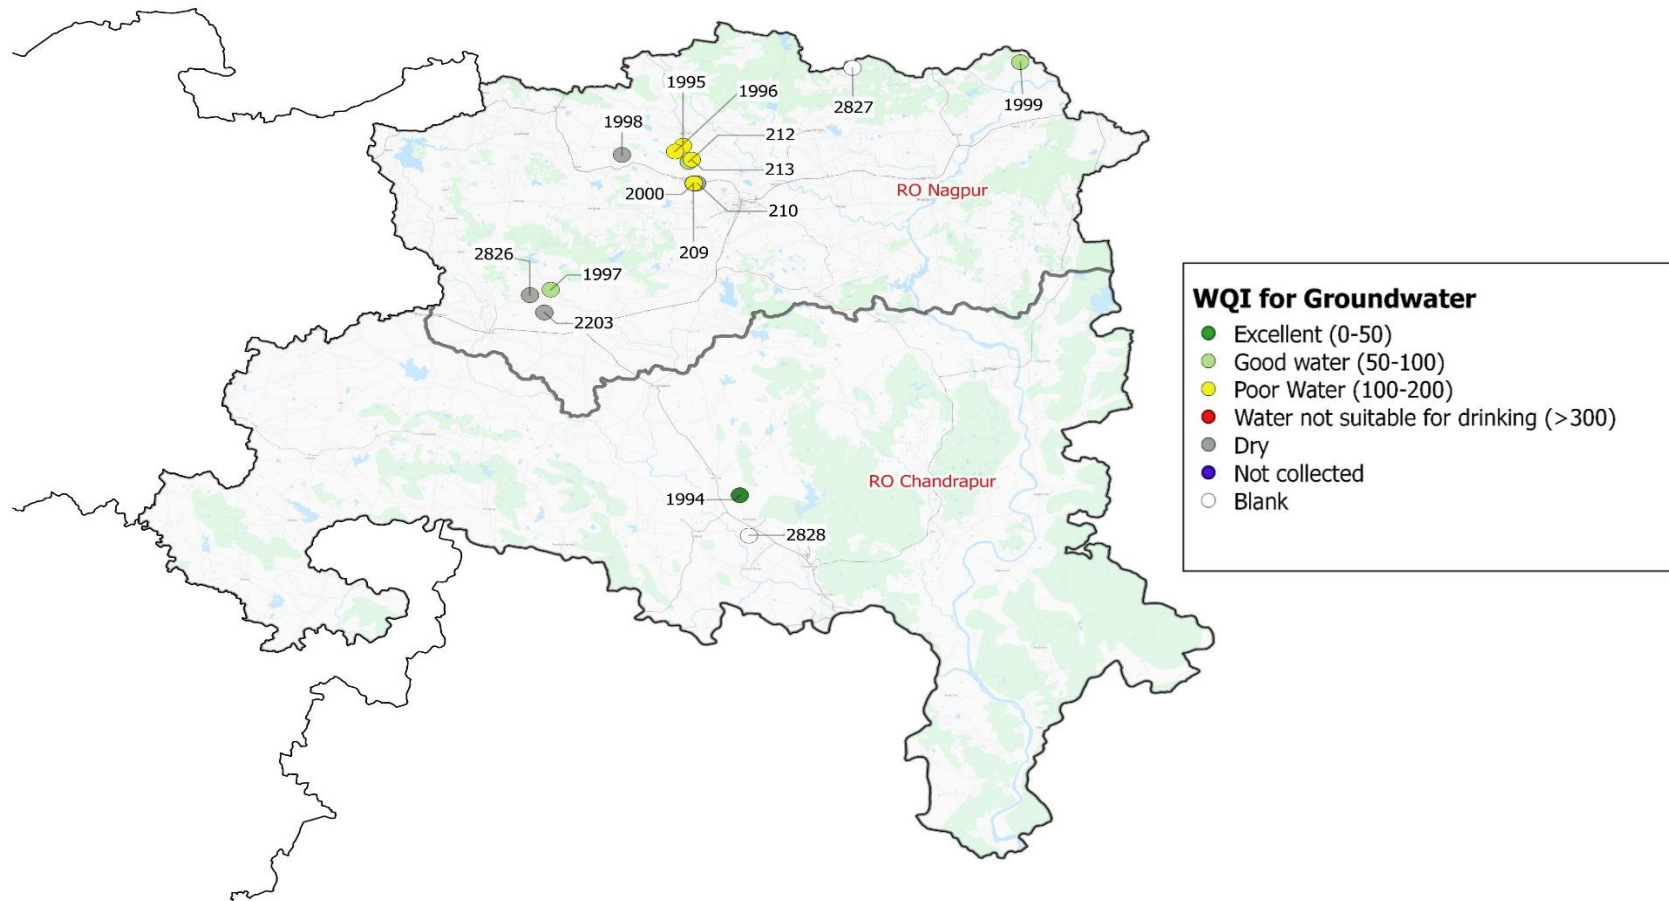 1995
1996
2827
1999
1998
212
213
RO Nagpur
2000
210
209
2826
1997
2203
WQI for Groundwater
Excellent (0-50)
Good water (50-100)
Poor Water (100-200)
Water not suitable for drinking (>300)
Dry
Not collected
Blank
RO Chandrapur
1994
2828